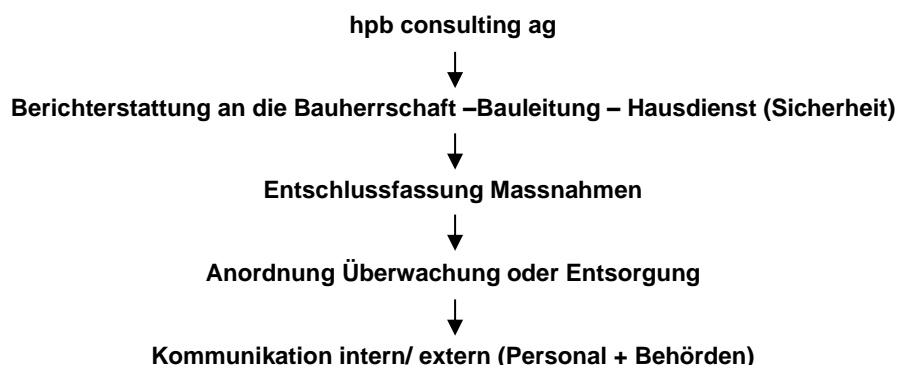 hpb consulting ag
Berichterstattung an die Bauherrschaft –Bauleitung – Hausdienst (Sicherheit)
Entschlussfassung Massnahmen
Anordnung Überwachung oder Entsorgung
Kommunikation intern/ extern (Personal + Behörden)